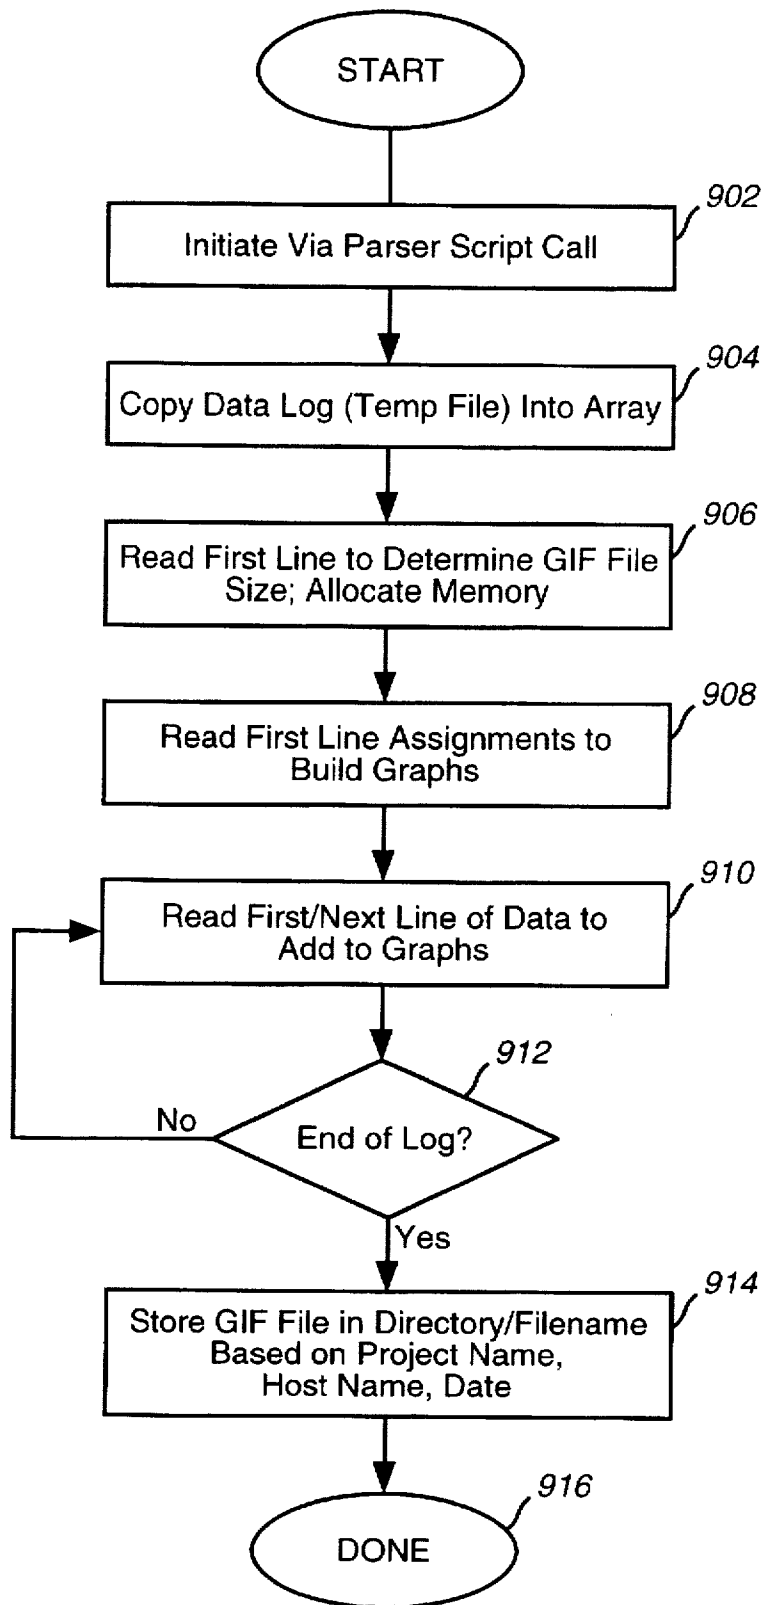 START
902
Initiate Via Parser Script Call
904
Copy Data Log (Temp File) Into Array
906
Read First Line to Determine GIF File
Size; Allocate Memory
908
Read First Line Assignments to
Build Graphs
910
Read First/Next Line of Data to
Add to Graphs
912
No
End of Log?
Yes
914
Store GIF File in Directory/Filename
Based on Project Name,
Host Name, Date
916
DONE